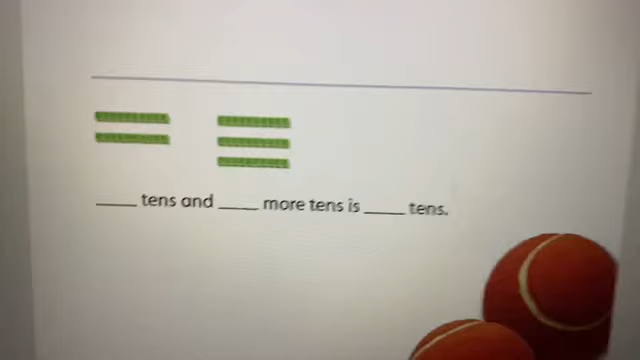 ____ tens and ____ more tens is ____ tens.